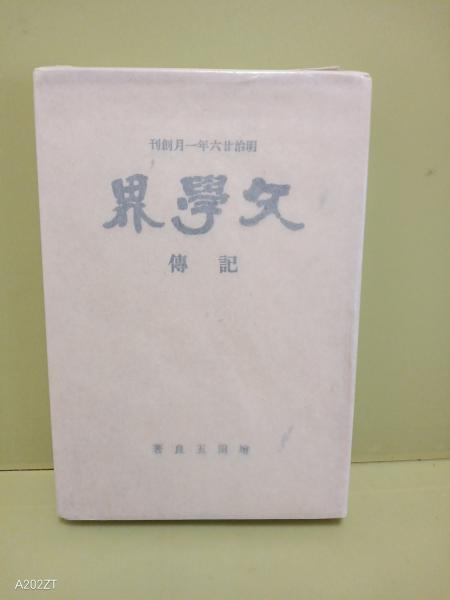 明治廿六年一月創刊
文學界
記傳
增田五良著
A202ZT